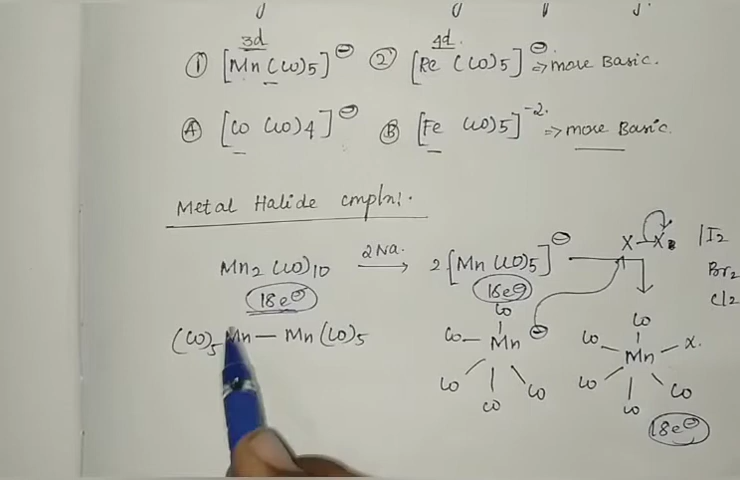 3d 4d
① [Mn (CO)5]⊖ ② [Re (CO)5]⊖ ⇒ more Basic.
Ⓐ [Co (CO)4]⊖ Ⓑ [Fe (CO)5]⁻². ⇒ more Basic.
Metal Halide cmplx:.
X—X / I2
Mn2 (CO)10 2Na. → 2 [Mn (CO)5]⊖ Br2
18e⊖ 18e⊖ Cl2
(CO)5 Mn — Mn (CO)5
CO
CO Mn ⊖
CO CO
CO
CO
CO Mn X.
CO CO
CO
18e⊖